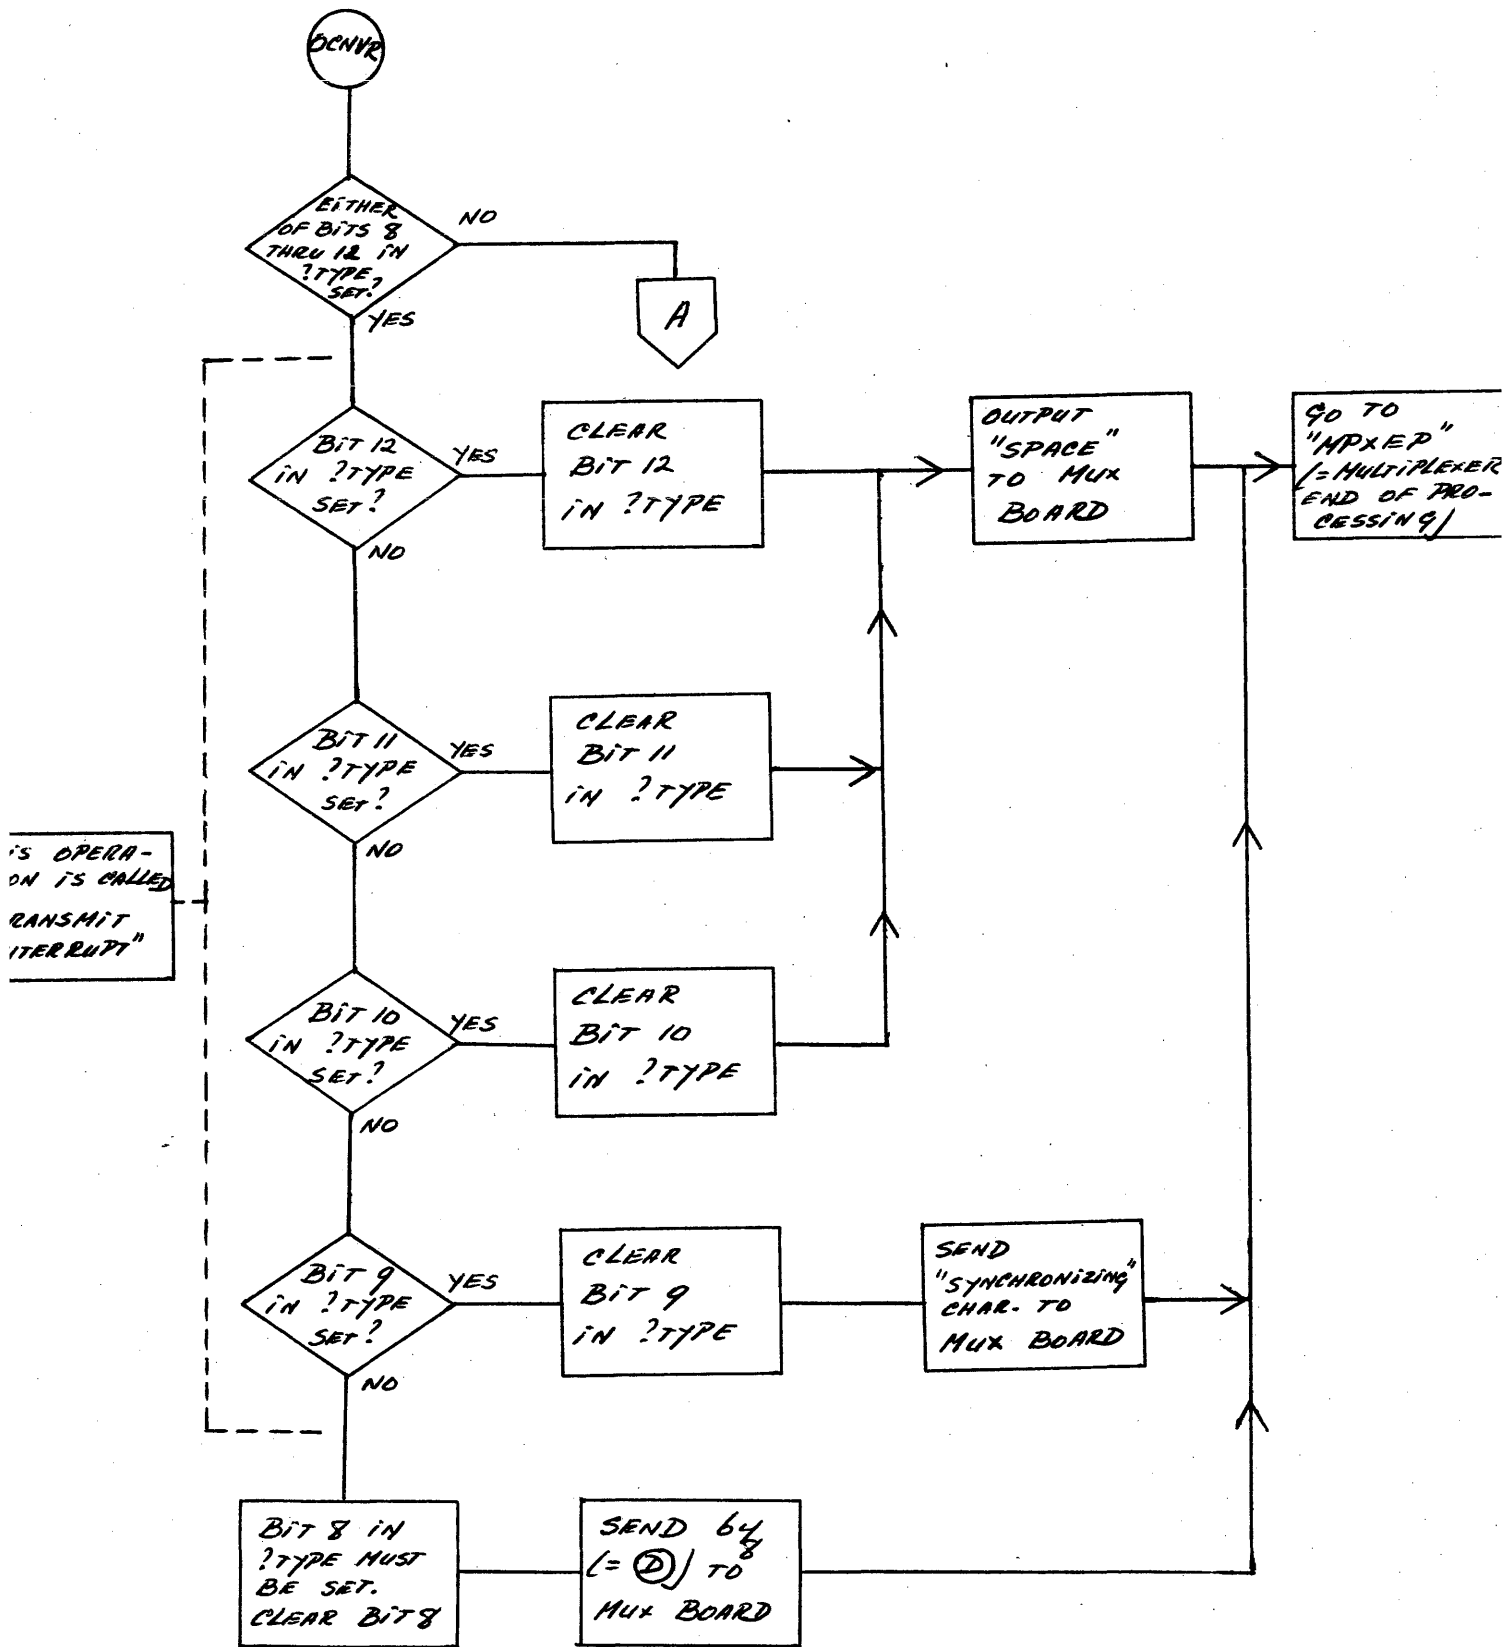 OCNVR
EITHER
OF BITS 8
THRU 12 IN
?TYPE
SET?
NO
YES
A
BIT 12
IN ?TYPE
SET?
YES
NO
CLEAR
BIT 12
IN ?TYPE
OUTPUT
"SPACE"
TO MUX
BOARD
GO TO
"MPXEP"
(=MULTIPLEXER
END OF PRO-
CESSING)
BIT 11
IN ?TYPE
SET?
YES
NO
CLEAR
BIT 11
IN ?TYPE
IS OPERA-
ON IS CALLED
RANSMIT
NTERRUPT"
BIT 10
IN ?TYPE
SET?
YES
NO
CLEAR
BIT 10
IN ?TYPE
BIT 9
IN ?TYPE
SET?
YES
NO
CLEAR
BIT 9
IN ?TYPE
SEND
"SYNCHRONIZING"
CHAR. TO
MUX BOARD
BIT 8 IN
?TYPE MUST
BE SET.
CLEAR BIT 8
SEND 64₈
(= Ⓓ) TO
MUX BOARD